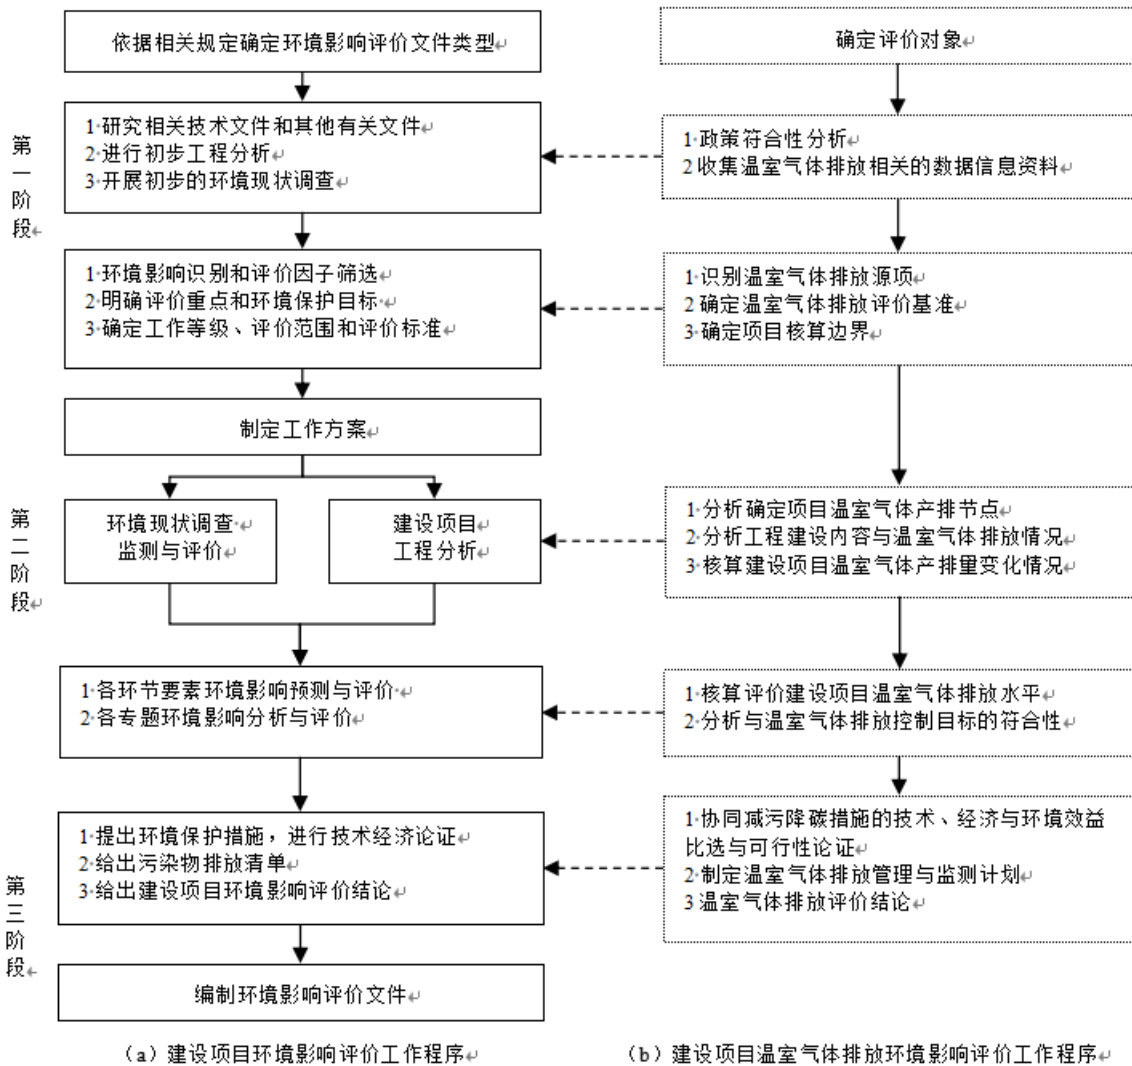 依据相关规定确定环境影响评价文件类型
第一阶段
1 研究相关技术文件和其他有关文件
2 进行初步工程分析
3 开展初步的环境现状调查
1 环境影响识别和评价因子筛选
2 明确评价重点和环境保护目标
3 确定工作等级、评价范围和评价标准
制定工作方案
第二阶段
环境现状调查
监测与评价
建设项目
工程分析
1 各环节要素环境影响预测与评价
2 各专题环境影响分析与评价
第三阶段
1 提出环境保护措施，进行技术经济论证
2 给出污染物排放清单
3 给出建设项目环境影响评价结论
编制环境影响评价文件
（a）建设项目环境影响评价工作程序
确定评价对象
1 政策符合性分析
2 收集温室气体排放相关的数据信息资料
1 识别温室气体排放源项
2 确定温室气体排放评价基准
3 确定项目核算边界
1 分析确定项目温室气体产排节点
2 分析工程建设内容与温室气体排放情况
3 核算建设项目温室气体产排量变化情况
1 核算评价建设项目温室气体排放水平
2 分析与温室气体排放控制目标的符合性
1 协同减污降碳措施的技术、经济与环境效益
比选与可行性论证
2 制定温室气体排放管理与监测计划
3 温室气体排放评价结论
（b）建设项目温室气体排放环境影响评价工作程序